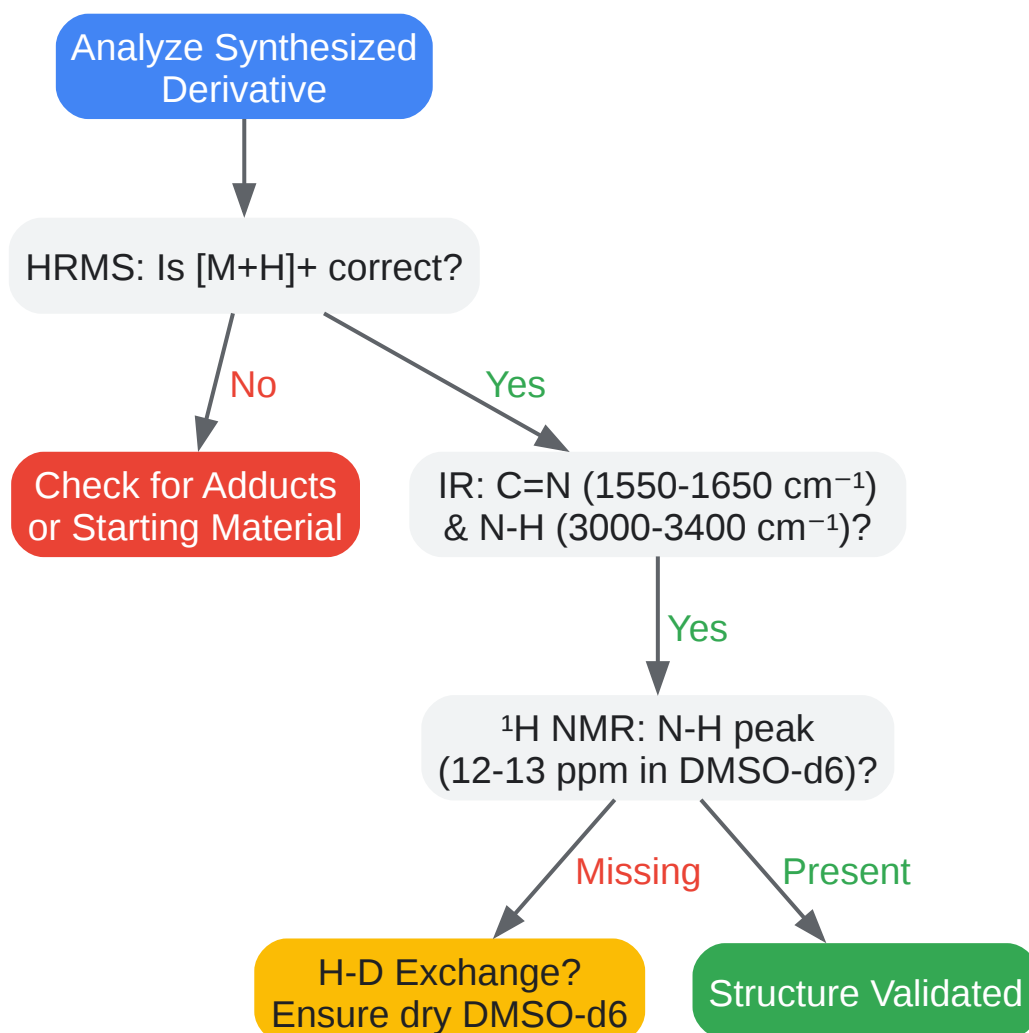 Analyze Synthesized
Derivative
HRMS: Is [M+H]+ correct?
No
Yes
Check for Adducts
or Starting Material
IR: C=N (1550-1650 cm⁻¹)
& N-H (3000-3400 cm⁻¹)?
Yes
¹H NMR: N-H peak
(12-13 ppm in DMSO-d6)?
Missing
Present
H-D Exchange?
Ensure dry DMSO-d6
Structure Validated